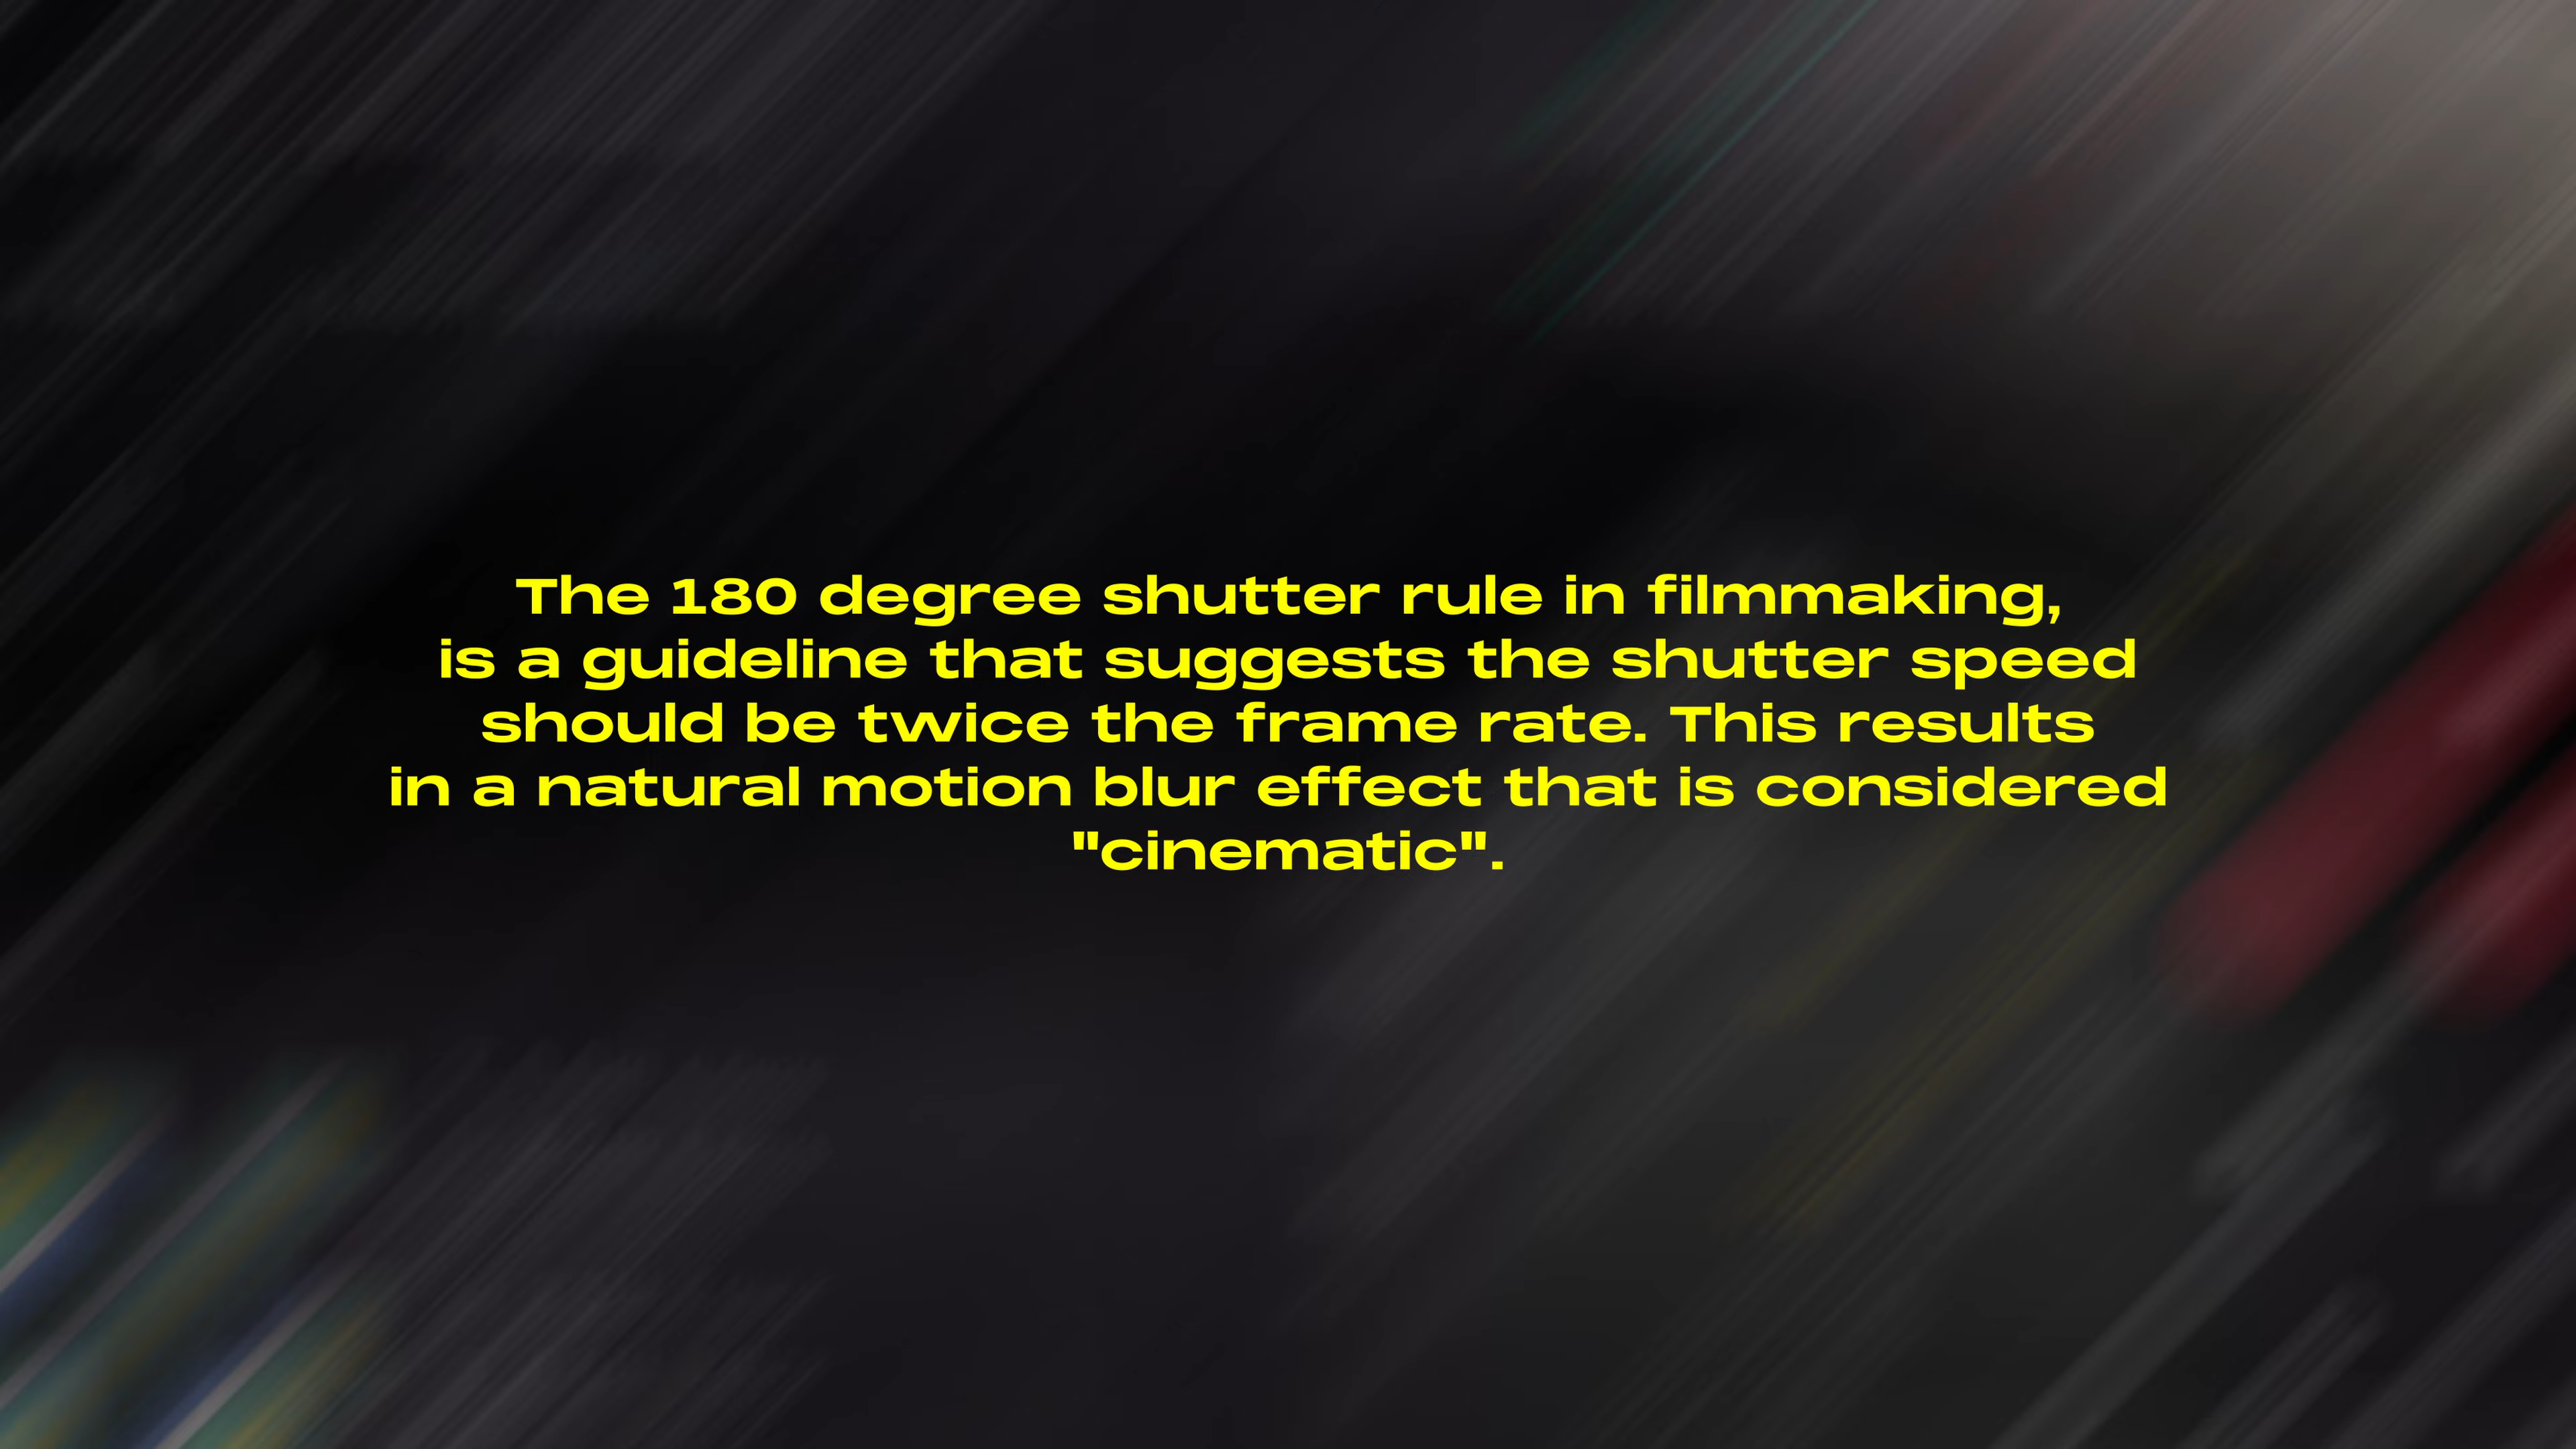 The 180 degree shutter rule in filmmaking,
is a guideline that suggests the shutter speed
should be twice the frame rate. This results
in a natural motion blur effect that is considered
"cinematic".